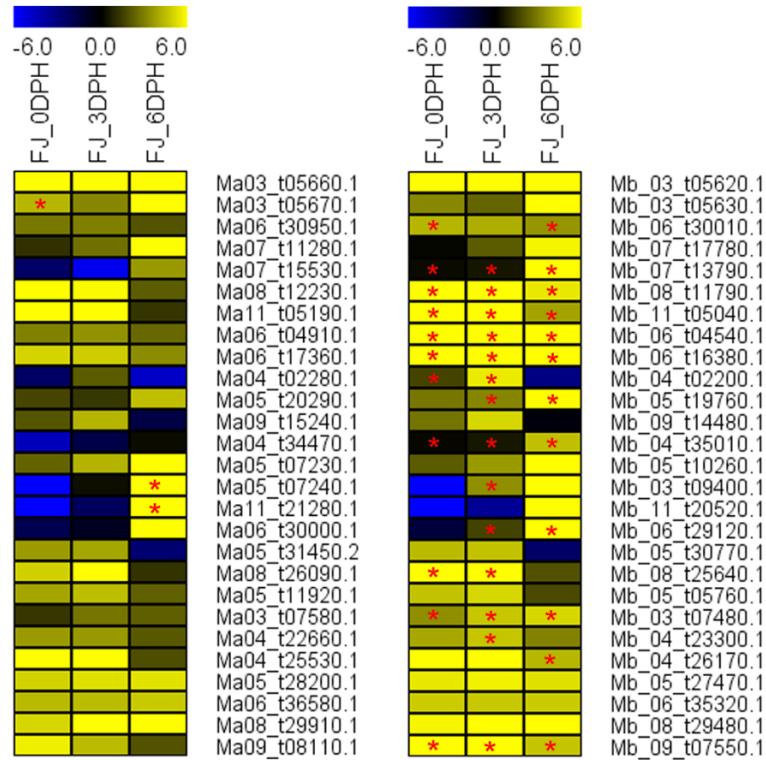 -6.0 0.0 6.0 -6.0 0.0 6.0
FJ_0DPH FJ_3DPH FJ_6DPH FJ_0DPH FJ_3DPH FJ_6DPH
Ma03_t05660.1 Mb_03_t05620.1
* Ma03_t05670.1 Mb_03_t05630.1
Ma06_t30950.1 * * Mb_06_t30010.1
Ma07_t11280.1 Mb_07_t17780.1
Ma07_t15530.1 * * * Mb_07_t13790.1
Ma08_t12230.1 * * * Mb_08_t11790.1
Ma11_t05190.1 * * * Mb_11_t05040.1
Ma06_t04910.1 * * * Mb_06_t04540.1
Ma06_t17360.1 * * * Mb_06_t16380.1
Ma04_t02280.1 * * Mb_04_t02200.1
Ma05_t20290.1 * * Mb_05_t19760.1
Ma09_t15240.1 Mb_09_t14480.1
Ma04_t34470.1 * * * Mb_04_t35010.1
Ma05_t07230.1 Mb_05_t10260.1
* Ma05_t07240.1 * Mb_03_t09400.1
* Ma11_t21280.1 Mb_11_t20520.1
Ma06_t30000.1 * * Mb_06_t29120.1
Ma05_t31450.2 Mb_05_t30770.1
Ma08_t26090.1 * * Mb_08_t25640.1
Ma05_t11920.1 Mb_05_t05760.1
Ma03_t07580.1 * * * Mb_03_t07480.1
Ma04_t22660.1 * Mb_04_t23300.1
Ma04_t25530.1 * Mb_04_t26170.1
Ma05_t28200.1 Mb_05_t27470.1
Ma06_t36580.1 Mb_06_t35320.1
Ma08_t29910.1 Mb_08_t29480.1
Ma09_t08110.1 * * * Mb_09_t07550.1